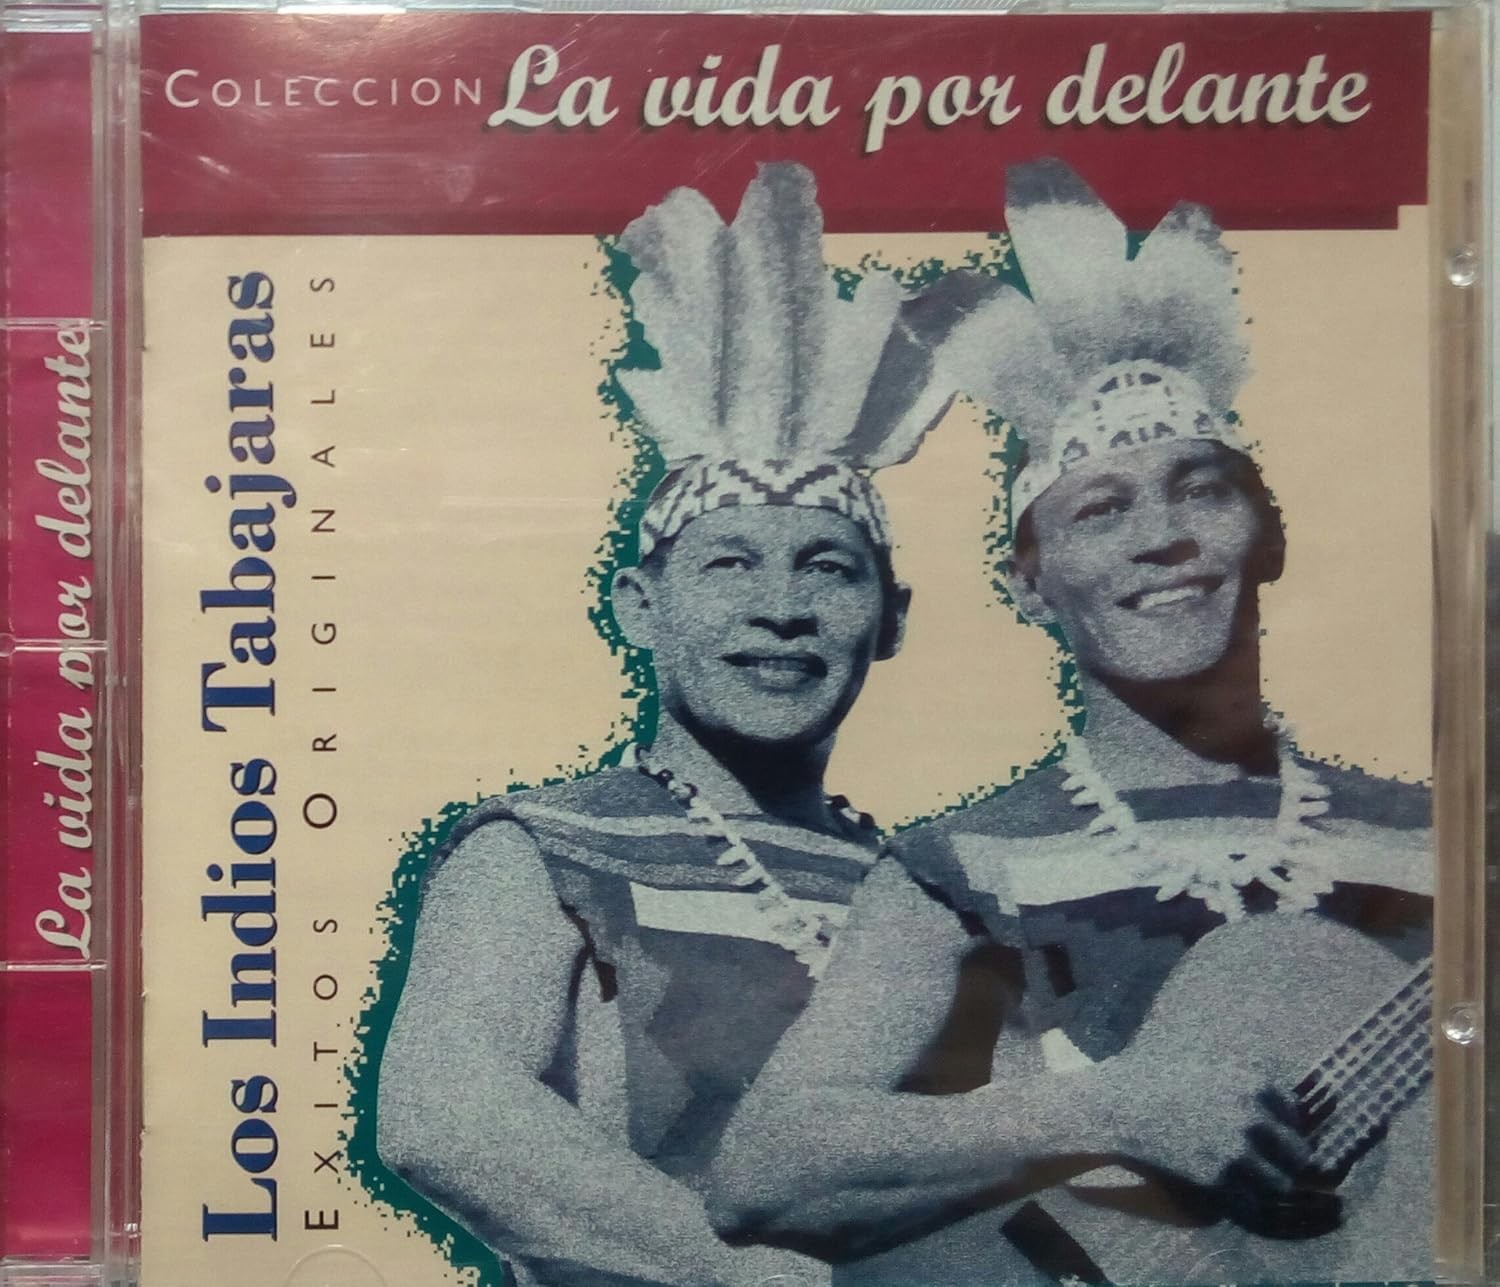 COLECCION La vida por delante
Los Indios Tabajaras
EXITOS ORIGINALES
La vida por delante